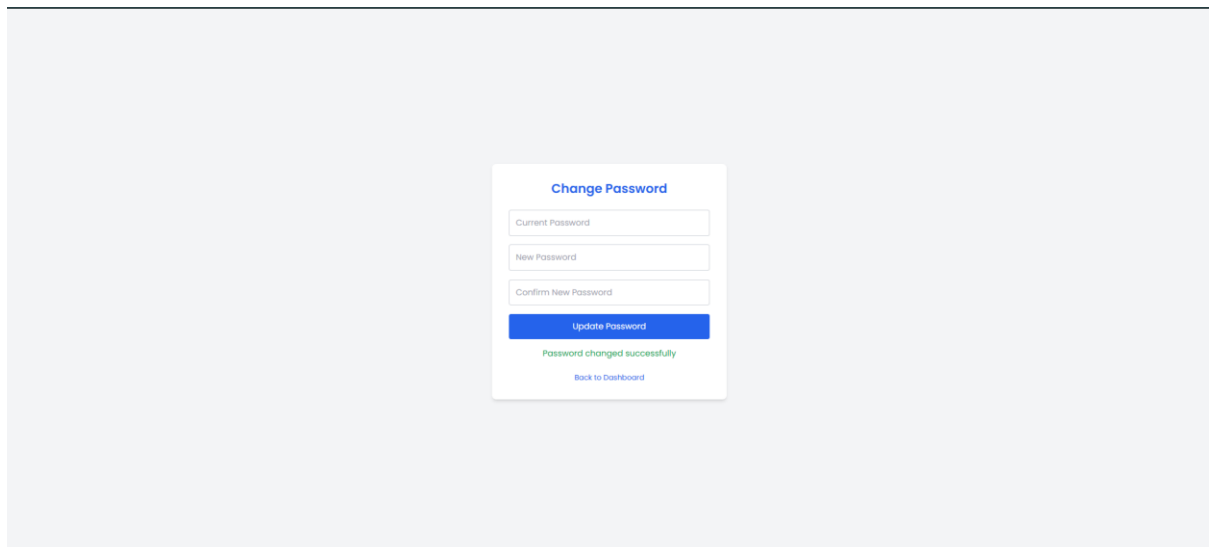 Change Password
Current Password
New Password
Confirm New Password
Update Password
Password changed successfully
Back to Dashboard